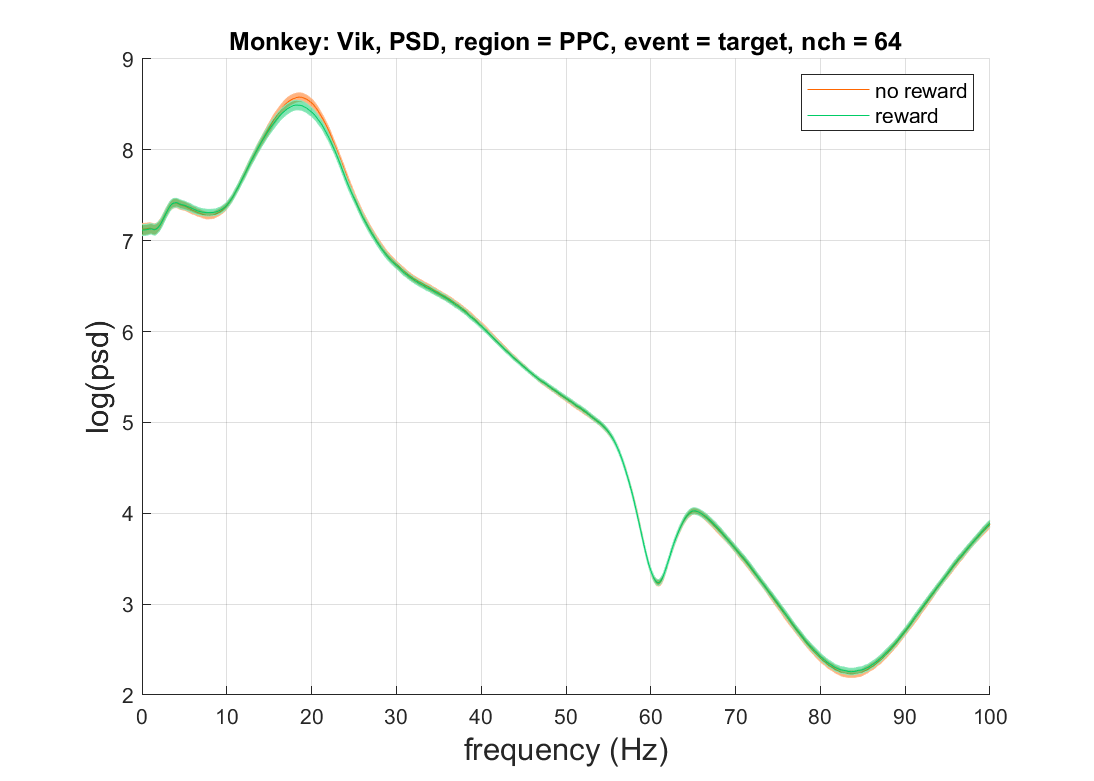 Monkey: Vik, PSD, region = PPC, event = target, nch = 64
no reward
reward
9
8
7
6
5
4
3
2
log(psd)
0 10 20 30 40 50 60 70 80 90 100
frequency (Hz)